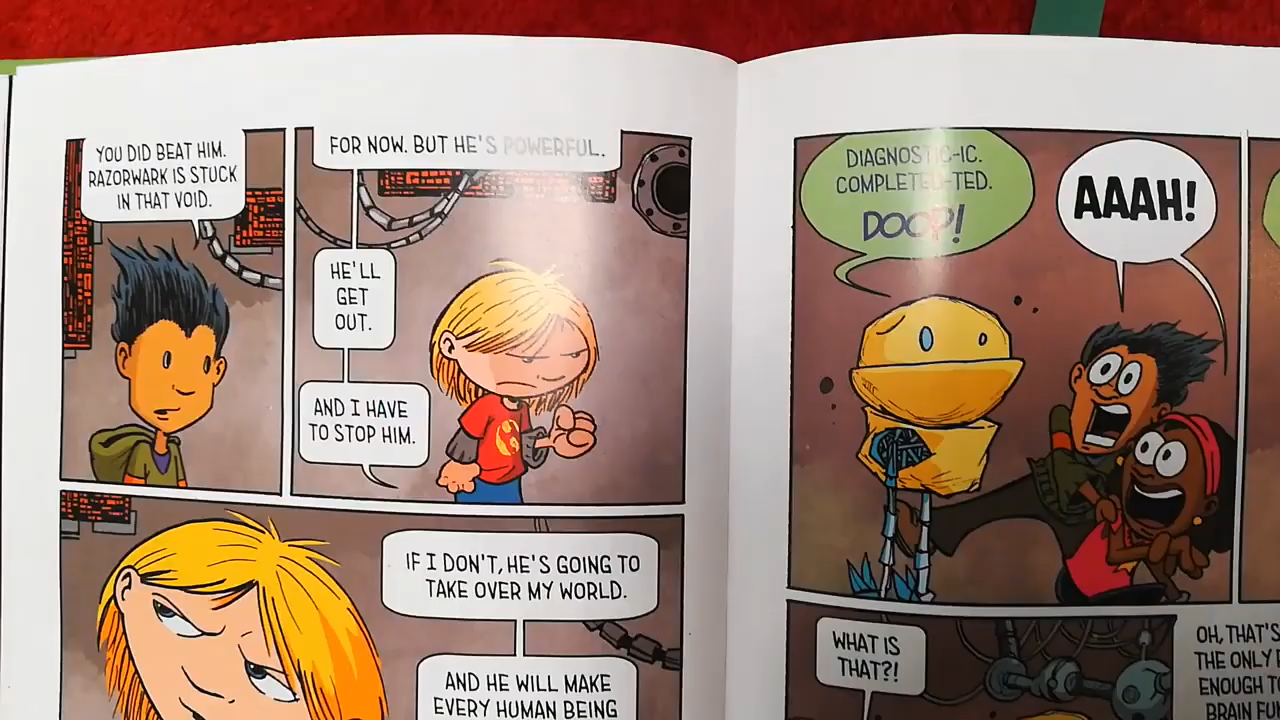 YOU DID BEAT HIM.
RAZORWARK IS STUCK
IN THAT VOID.
FOR NOW. BUT HE'S POWERFUL.
HE'LL
GET
OUT.
AND I HAVE
TO STOP HIM.
IF I DON'T, HE'S GOING TO
TAKE OVER MY WORLD.
AND HE WILL MAKE
EVERY HUMAN BEING
DIAGNOSTIC-IC.
COMPLETED-TED.
DOOP!
AAAH!
WHAT IS
THAT?!
OH, THAT'S
THE ONLY
ENOUGH
BRAIN